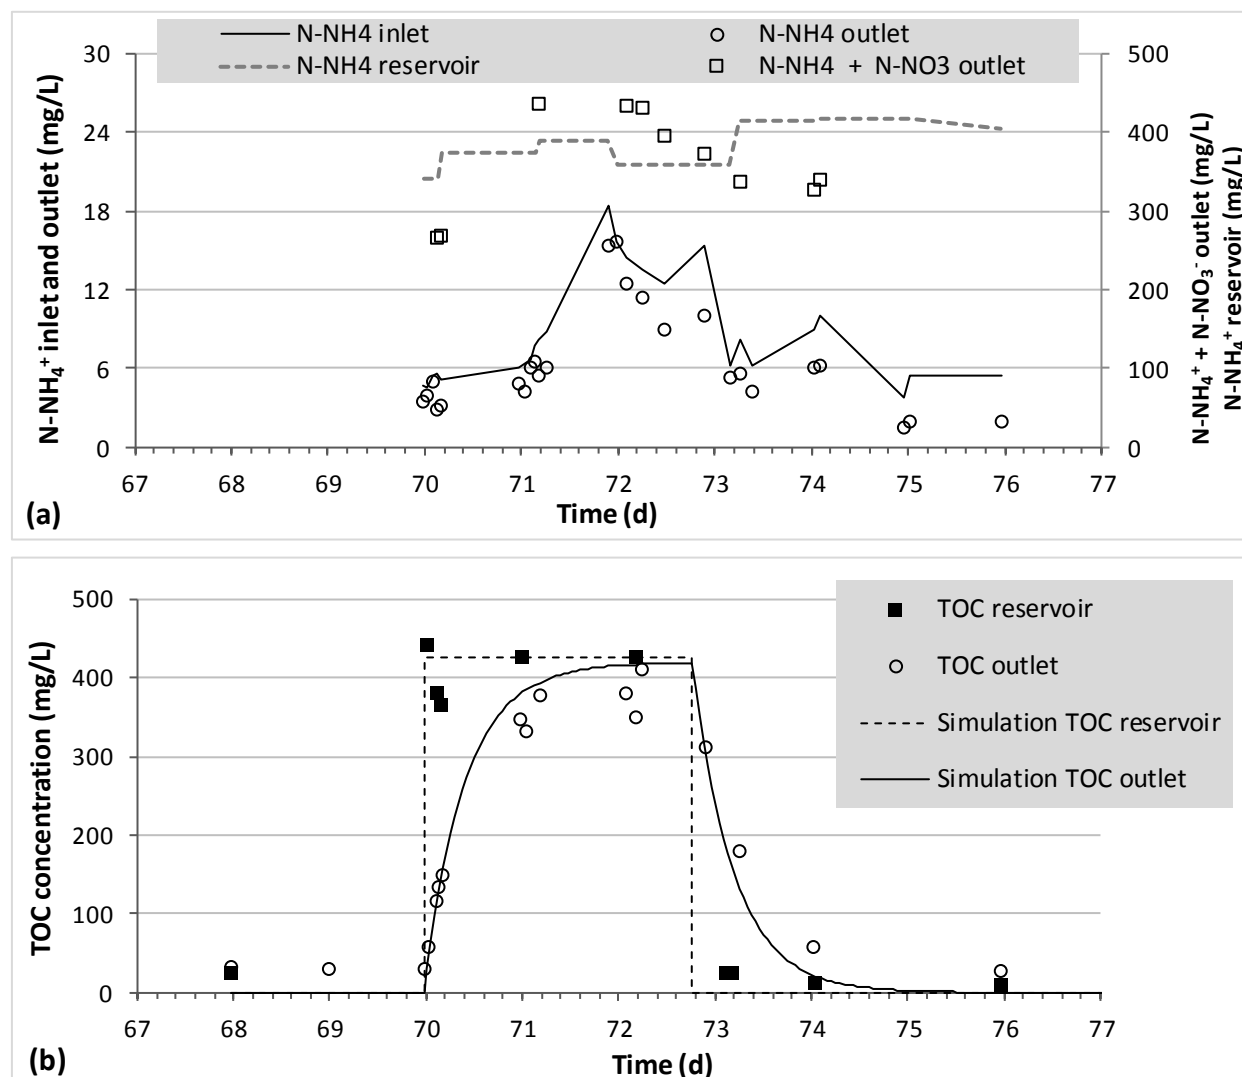 N-NH4 inlet
N-NH4 outlet
N-NH4 reservoir
N-NH4 + N-NO3 outlet
N-NH₄⁺ inlet and outlet (mg/L)
30
24
18
12
6
0
500
400
300
200
100
0
N-NH₄⁺ + N-NO₃⁻ outlet (mg/L)
N-NH₄⁺ reservoir (mg/L)
67 68 69 70 71 72 73 74 75 76 77
Time (d)
(a)
TOC concentration (mg/L)
500
400
300
200
100
0
TOC reservoir
TOC outlet
Simulation TOC reservoir
Simulation TOC outlet
67 68 69 70 71 72 73 74 75 76 77
Time (d)
(b)